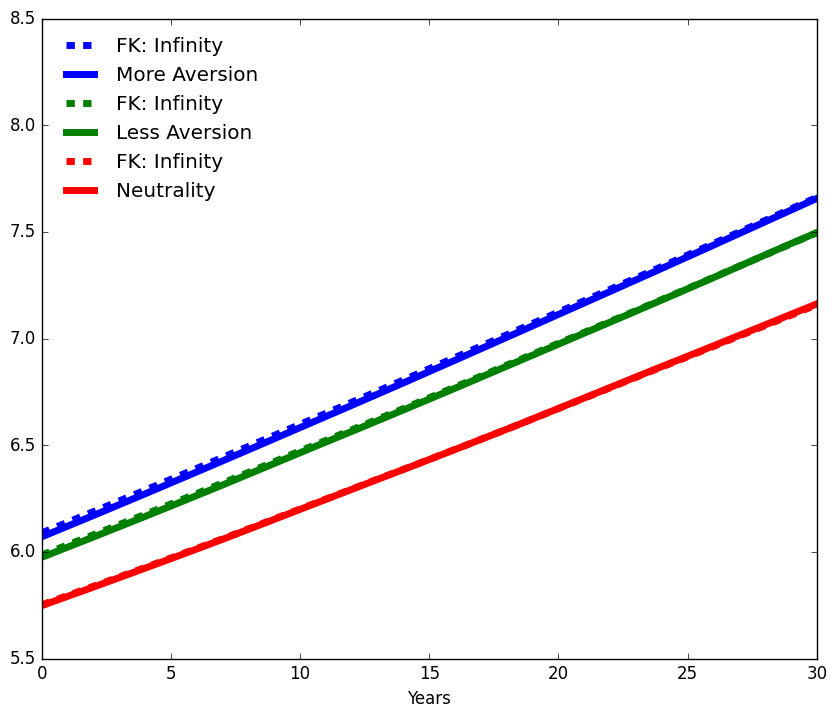 8.5
8.0
7.5
7.0
6.5
6.0
5.5
FK: Infinity
More Aversion
FK: Infinity
Less Aversion
FK: Infinity
Neutrality
0 5 10 15 20 25 30
Years